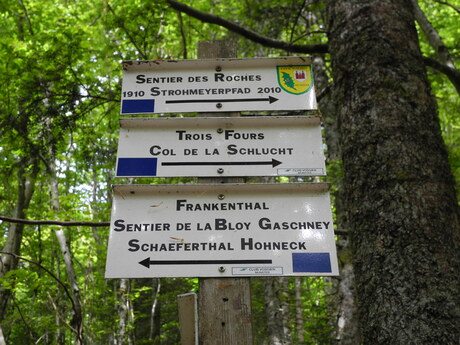 Sentier des Roches
1910 Strohmeyerpfad 2010
Trois Fours
Col de la Schlucht
Frankenthal
Sentier de la Bloy Gaschney
Schaeferthal Hohneck